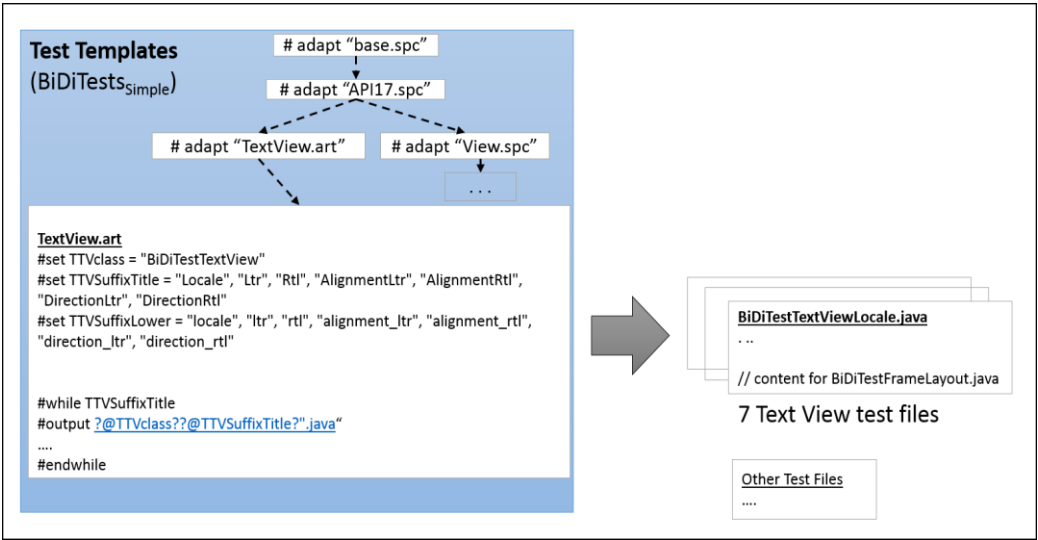 Test Templates
(BiDiTestsSimple)
# adapt “base.spc”
# adapt “API17.spc”
# adapt “TextView.art”
# adapt “View.spc”
. . .
TextView.art
#set TTVclass = "BiDiTestTextView"
#set TTVSuffixTitle = "Locale", "Ltr", "Rtl", "AlignmentLtr", "AlignmentRtl",
"DirectionLtr", "DirectionRtl"
#set TTVSuffixLower = "locale", "ltr", "rtl", "alignment_ltr", "alignment_rtl",
"direction_ltr", "direction_rtl"
#while TTVSuffixTitle
#output ?@TTVclass??@TTVSuffixTitle?".java“
....
#endwhile
BiDiTestTextViewLocale.java
. ..
// content for BiDiTestFrameLayout.java
7 Text View test files
Other Test Files
....